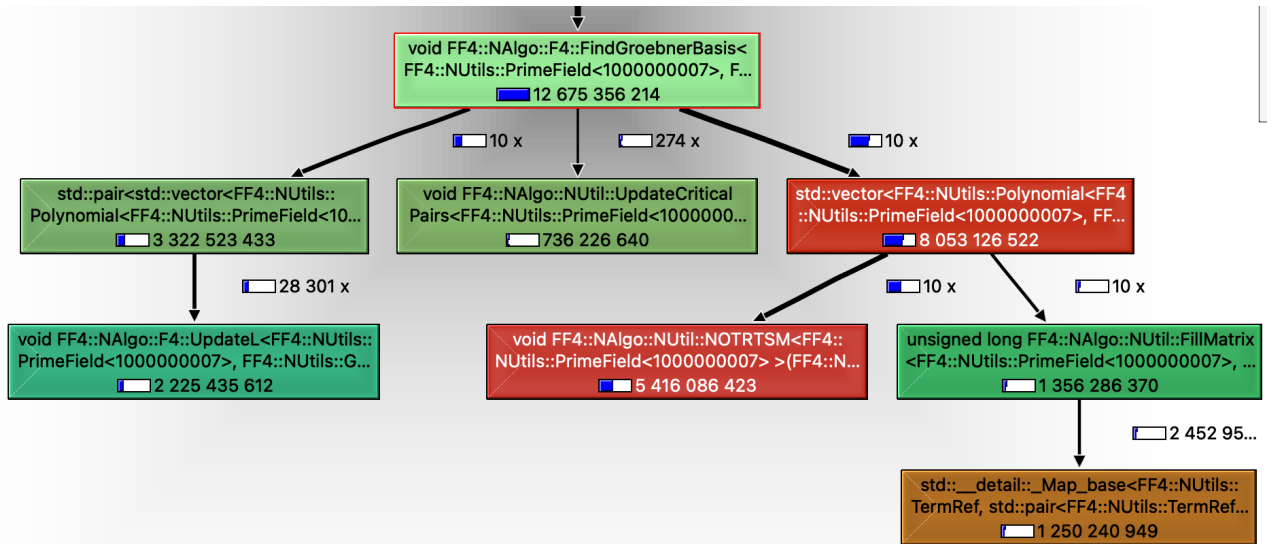 void FF4::NAlgo::F4::FindGroebnerBasis<
FF4::NUtils::PrimeField<1000000007>, F...
12 675 356 214
10 x
274 x
10 x
std::pair<std::vector<FF4::NUtils::
Polynomial<FF4::NUtils::PrimeField<10...
3 322 523 433
void FF4::NAlgo::NUtil::UpdateCritical
Pairs<FF4::NUtils::PrimeField<1000000...
736 226 640
std::vector<FF4::NUtils::Polynomial<FF4
::NUtils::PrimeField<1000000007>, FF...
8 053 126 522
28 301 x
10 x
10 x
void FF4::NAlgo::F4::UpdateL<FF4::NUtils::
PrimeField<1000000007>, FF4::NUtils::G...
2 225 435 612
void FF4::NAlgo::NUtil::NOTRTSM<FF4::
NUtils::PrimeField<1000000007> >(FF4::N...
5 416 086 423
unsigned long FF4::NAlgo::NUtil::FillMatrix
<FF4::NUtils::PrimeField<1000000007>, ...
1 356 286 370
2 452 95...
std::__detail::_Map_base<FF4::NUtils::
TermRef, std::pair<FF4::NUtils::TermRef...
1 250 240 949